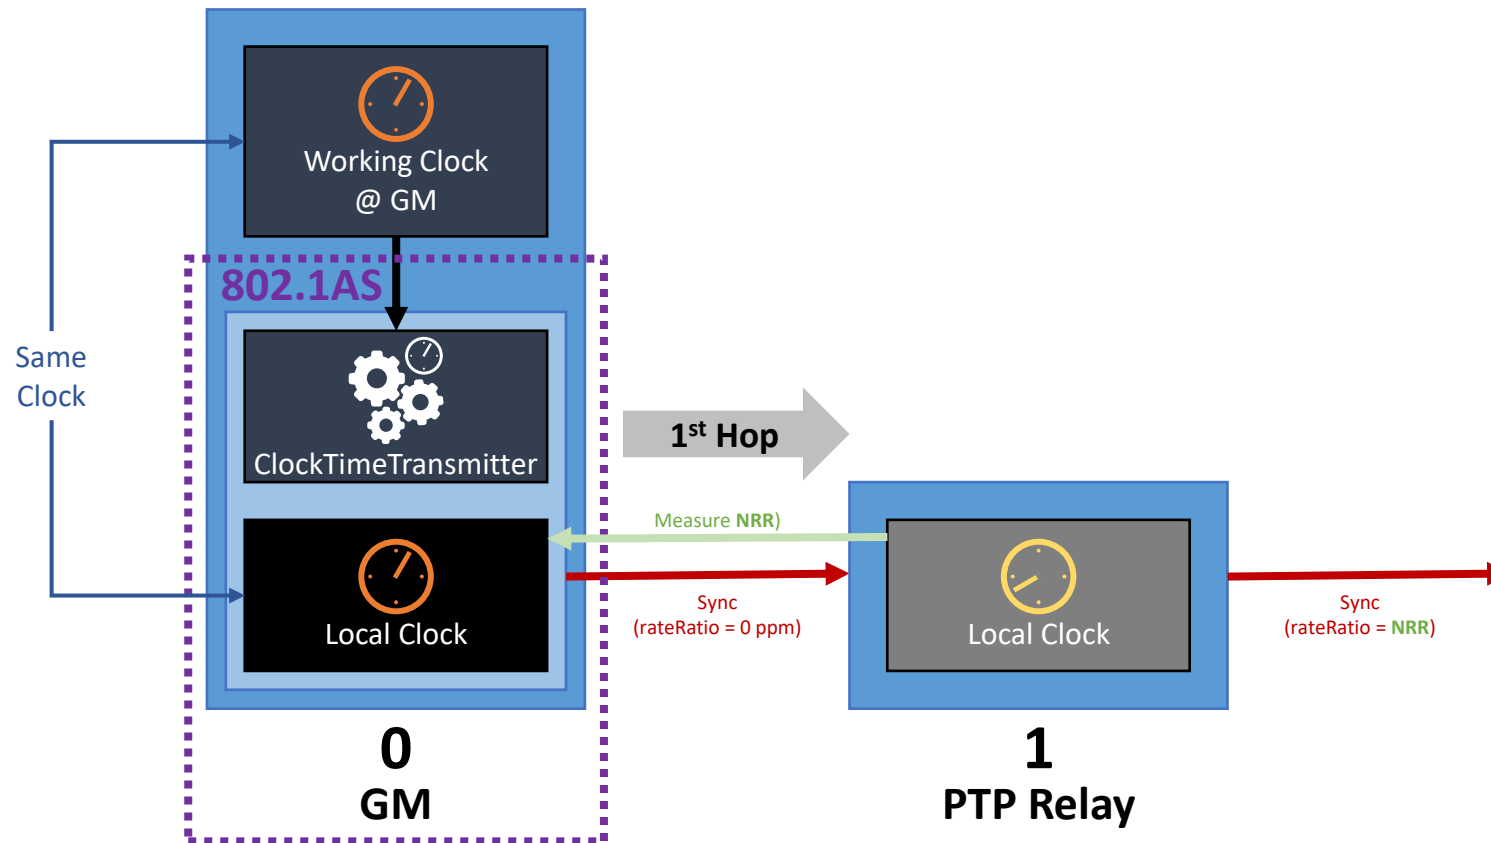 Working Clock
@ GM
802.1AS
Same
Clock
ClockTimeTransmitter
1st Hop
Measure NRR)
Local Clock
Sync
(rateRatio = 0 ppm)
Local Clock
Sync
(rateRatio = NRR)
0
GM
1
PTP Relay